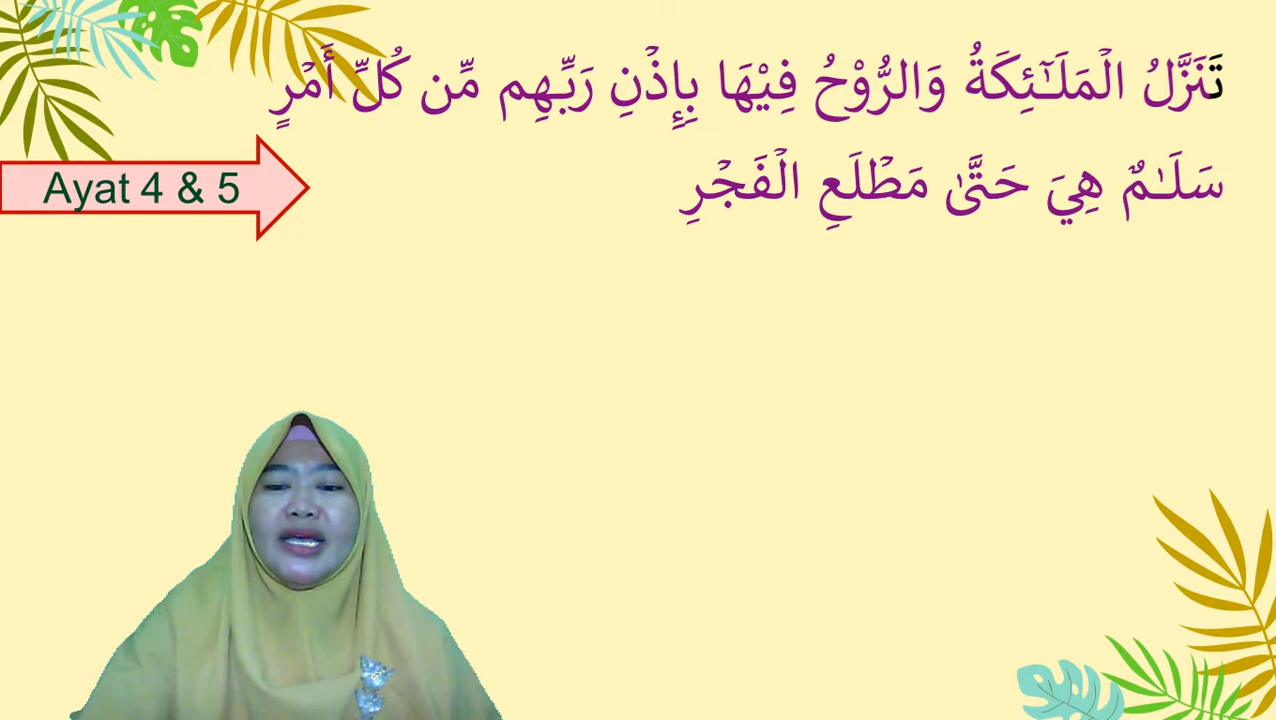 تَنَزَّلُ الْمَلَـٰٓئِكَةُ وَالرُّوْحُ فِيْهَا بِإِذْنِ رَبِّهِم مِّن كُلِّ أَمْرٍ
سَلَـٰمٌ هِيَ حَتَّىٰ مَطْلَعِ الْفَجْرِ
Ayat 4 & 5